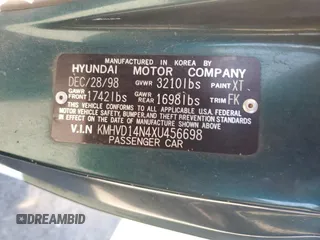 MANUFACTURED IN KOREA BY
HYUNDAI MOTOR COMPANY
DEC/28/98 GVWR 3210lbs PAINT XT
GAWR FRONT 1742lbs GAWR REAR 1698lbs TRIM FK
THIS VEHICLE CONFORMS TO ALL APPLICABLE U.S.A. FEDERAL
MOTOR VEHICLE SAFETY BUMPER, AND THEFT PREVENTION STANDARDS
IN EFFECT ON THE DATE OF MANUFACTURE SHOWN ABOVE.
V.I.N KMHVD14N4XU456698
PASSENGER CAR
DREAMBID